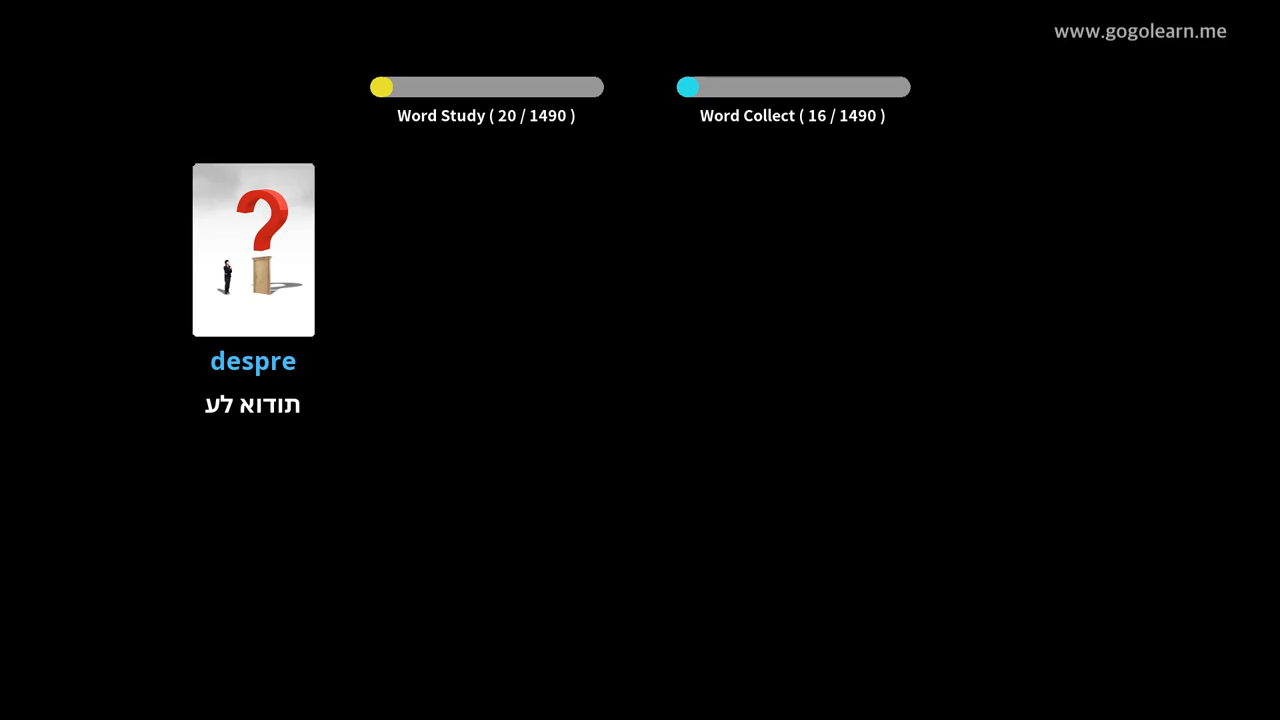 www.gogolearn.me
Word Study ( 20 / 1490 )
Word Collect ( 16 / 1490 )
despre
תודוא לע